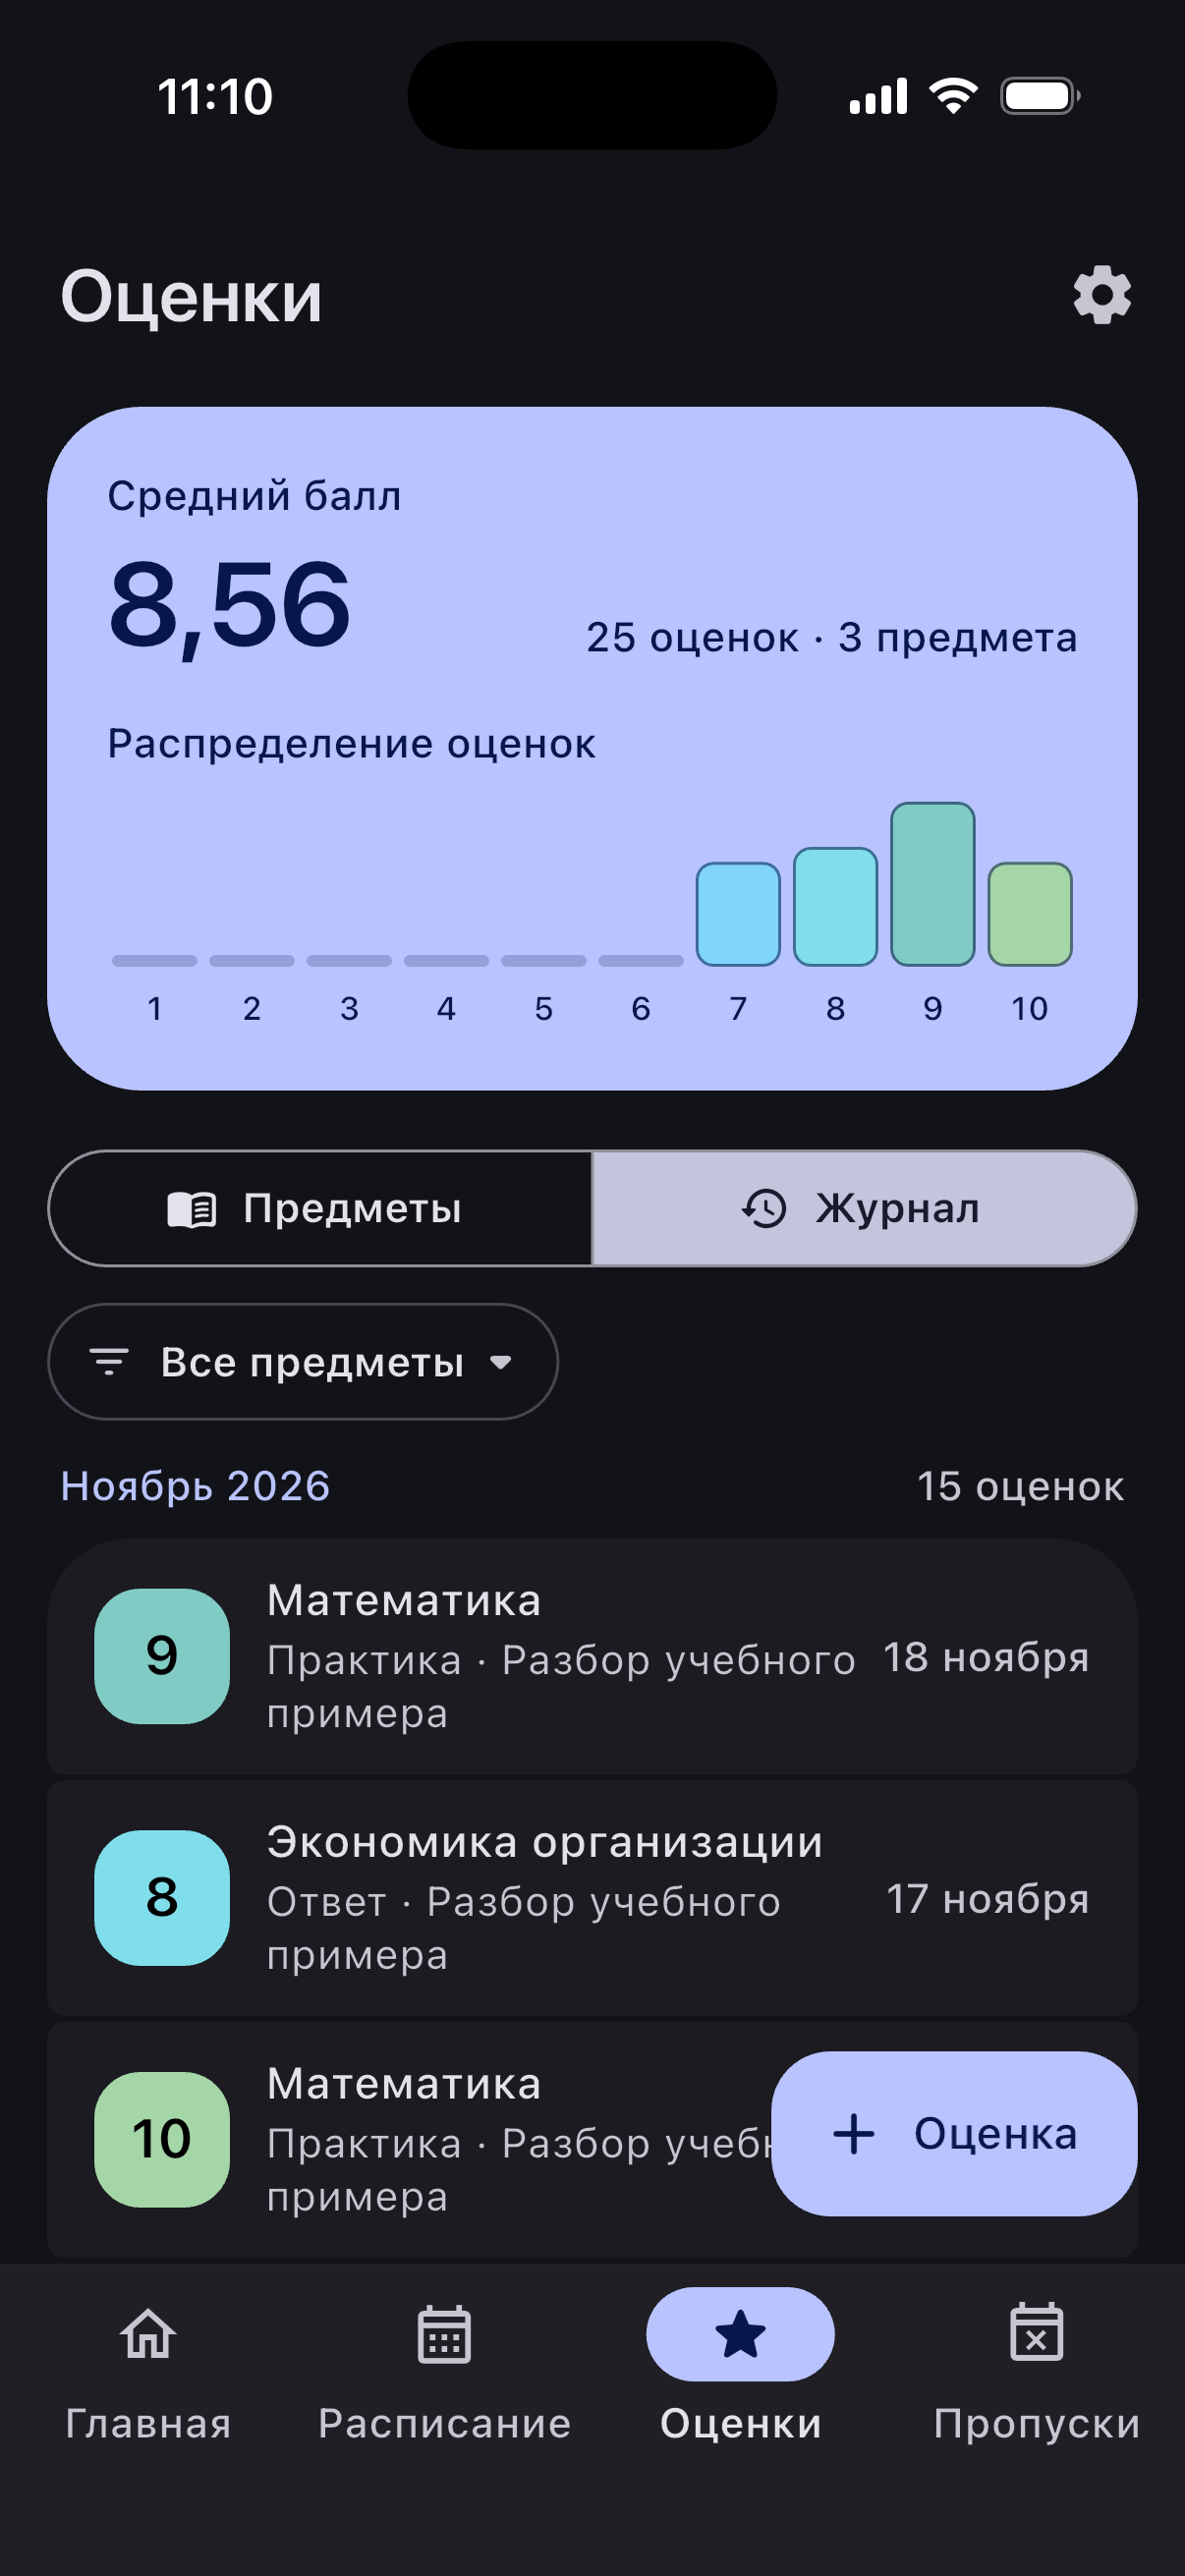 11:10
Оценки
Средний балл
8,56
25 оценок · 3 предмета
Распределение оценок
1 2 3 4 5 6 7 8 9 10
Предметы
Журнал
Все предметы
Ноябрь 2026
15 оценок
9
Математика
Практика · Разбор учебного
примера
18 ноября
8
Экономика организации
Ответ · Разбор учебного
примера
17 ноября
10
Математика
Практика · Разбор
примера
Оценка
Главная
Расписание
Оценки
Пропуски